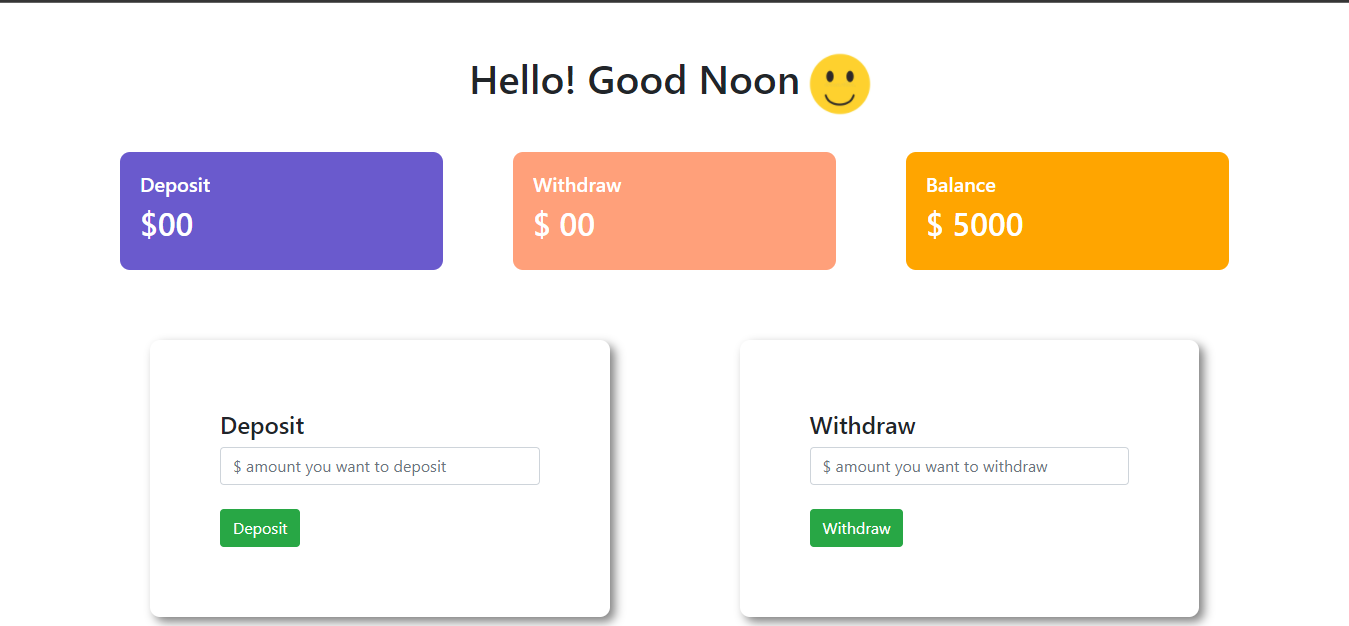 Hello! Good Noon
Deposit
$00
Withdraw
$ 00
Balance
$ 5000
Deposit
$ amount you want to deposit
Deposit
Withdraw
$ amount you want to withdraw
Withdraw